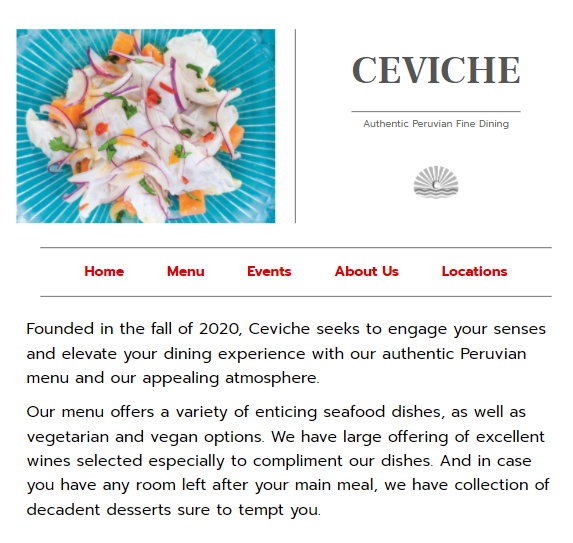 CEVICHE
Authentic Peruvian Fine Dining
C
Home Menu Events About Us Locations
Founded in the fall of 2020, Ceviche seeks to engage your senses
and elevate your dining experience with our authentic Peruvian
menu and our appealing atmosphere.
Our menu offers a variety of enticing seafood dishes, as well as
vegetarian and vegan options. We have large offering of excellent
wines selected especially to compliment our dishes. And in case
you have any room left after your main meal, we have collection of
decadent desserts sure to tempt you.